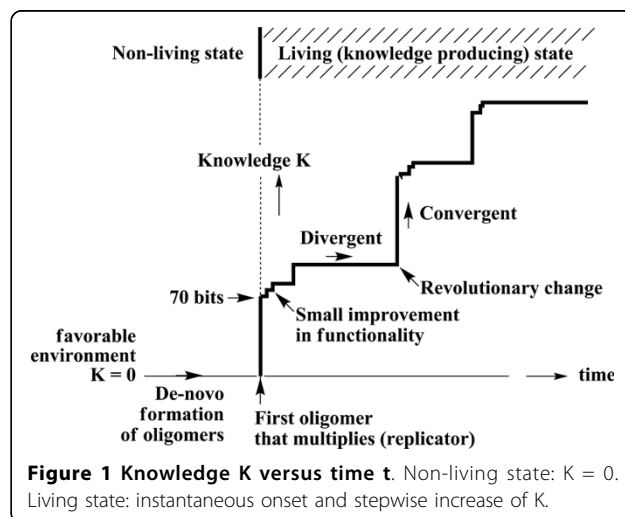 Non-living state
Living (knowledge producing) state
Knowledge K
Convergent
Divergent
Revolutionary change
70 bits
Small improvement
in functionality
favorable
environment
K = 0
time
De-novo
formation
of oligomers
First oligomer
that multiplies (replicator)
Figure 1 Knowledge K versus time t. Non-living state: K = 0.
Living state: instantaneous onset and stepwise increase of K.